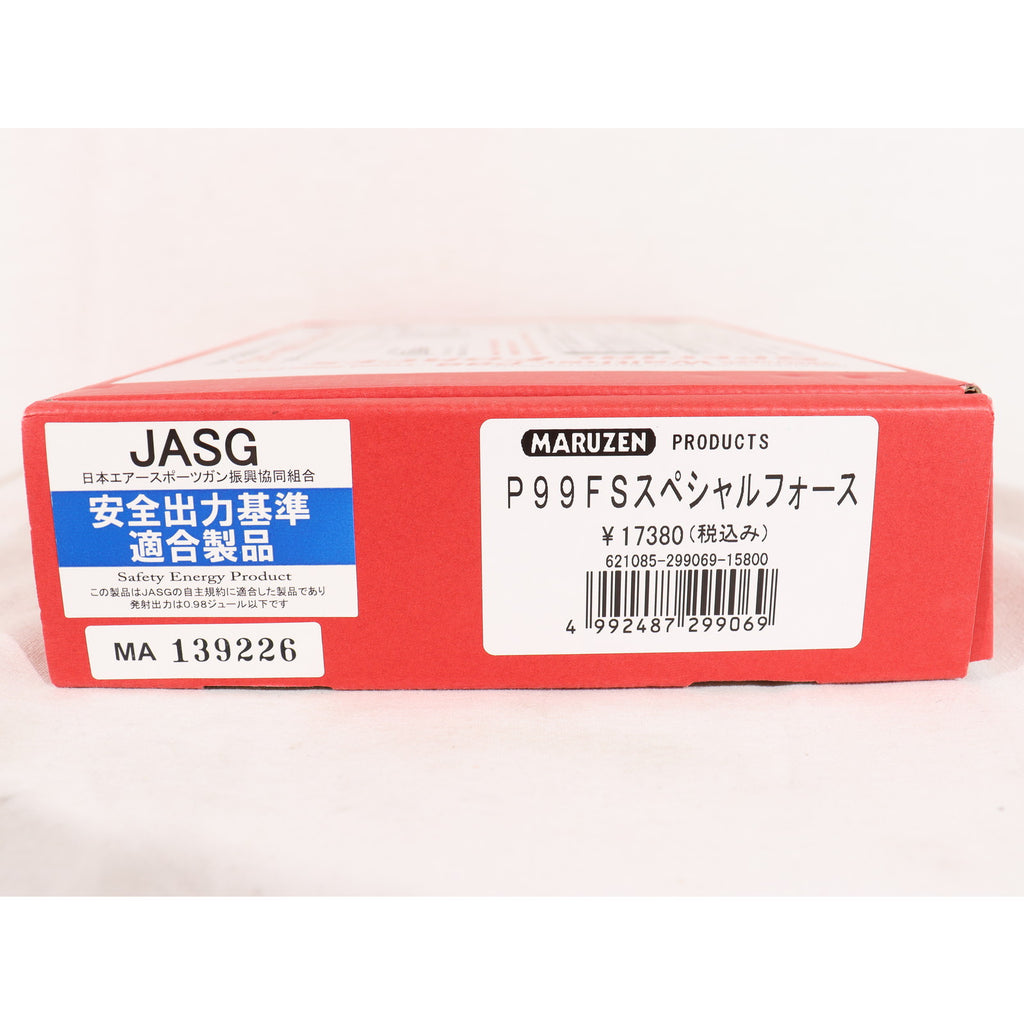 JASG
日本エアースポーツガン振興協同組合
安全出力基準
適合製品
Safety Energy Product
この製品はJASGの自主規約に適合した製品であり
発射出力は0.98ジュール以下です
MA 139226
MARUZEN PRODUCTS
P99FSスペシャルフォース
¥17380(税込み)
621085-299069-15800
4 992487 299069